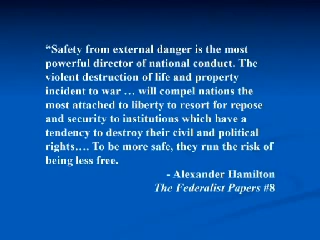 “Safety from external danger is the most
powerful director of national conduct. The
violent destruction of life and property
incident to war … will compel nations the
most attached to liberty to resort for repose
and security to institutions which have a
tendency to destroy their civil and political
rights…. To be more safe, they run the risk of
being less free.
- Alexander Hamilton
The Federalist Papers #8